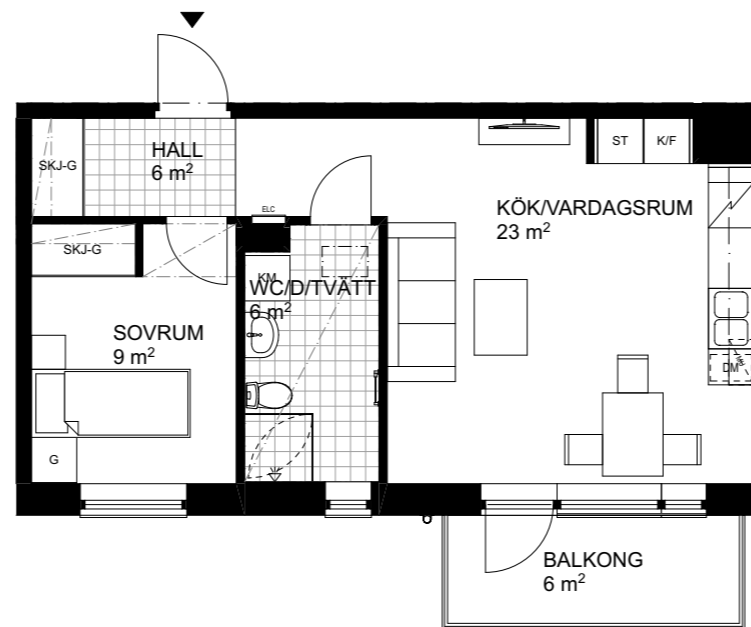 HALL
6 m²
SKJ-G
ELC
ST
K/F
KÖK/VARDAGSRUM
23 m²
SKJ-G
KM
WC/D/TVÄTT
6 m²
SOVRUM
9 m²
DM
G
BALKONG
6 m²